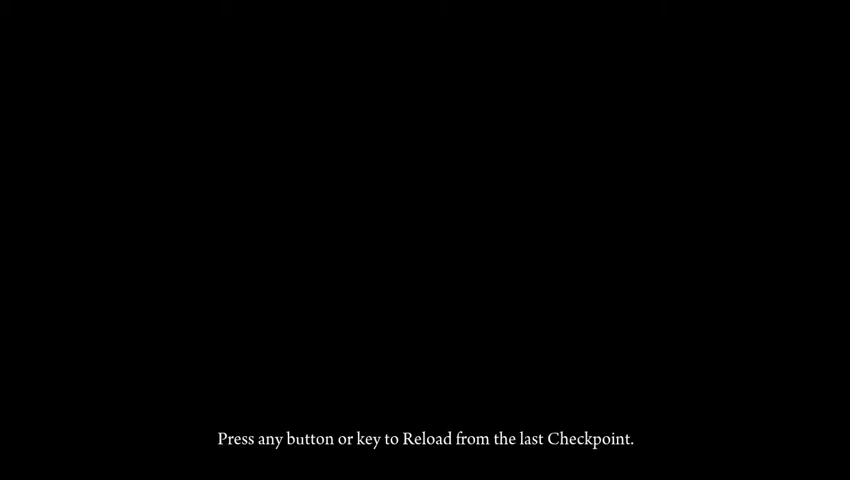 Press any button or key to Reload from the last Checkpoint.